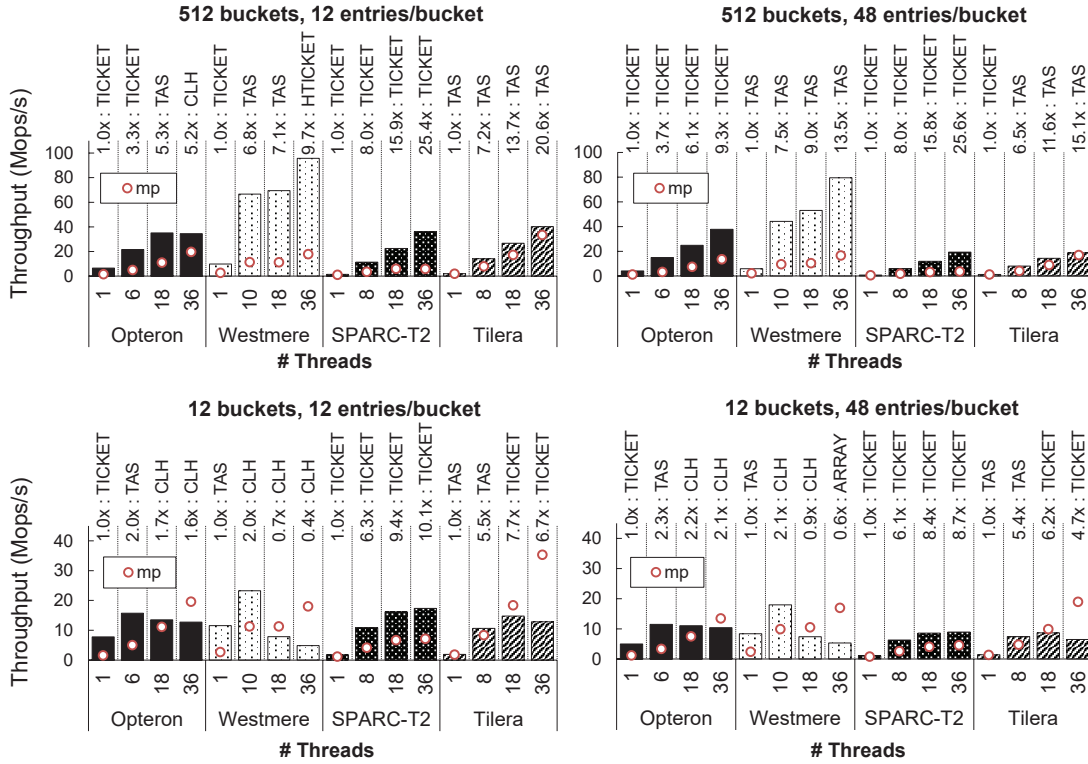 512 buckets, 12 entries/bucket
1.0x : TICKET
3.3x : TICKET
5.3x : TAS
5.2x : CLH
1.0x : TICKET
6.8x : TAS
7.1x : TAS
9.7x : HTICKET
1.0x : TICKET
8.0x : TICKET
15.9x : TICKET
25.4x : TICKET
1.0x : TAS
7.2x : TAS
13.7x : TAS
20.6x : TAS
Throughput (Mops/s)
100
80
60
40
20
0
mp
1 6 18 36 1 10 18 36 1 8 18 36 1 8 18 36
Opteron Westmere SPARC-T2 Tilera
# Threads
512 buckets, 48 entries/bucket
1.0x : TICKET
3.7x : TICKET
6.1x : TICKET
9.3x : TICKET
1.0x : TAS
7.5x : TAS
9.0x : TAS
13.5x : TAS
1.0x : TICKET
8.0x : TICKET
15.8x : TICKET
25.6x : TICKET
1.0x : TAS
6.5x : TAS
11.6x : TAS
15.1x : TAS
100
80
60
40
20
0
mp
1 6 18 36 1 10 18 36 1 8 18 36 1 8 18 36
Opteron Westmere SPARC-T2 Tilera
# Threads
12 buckets, 12 entries/bucket
1.0x : TICKET
2.0x : TAS
1.7x : CLH
1.6x : CLH
1.0x : TAS
2.0x : CLH
0.7x : CLH
0.4x : CLH
1.0x : TICKET
6.3x : TICKET
9.4x : TICKET
10.1x : TICKET
1.0x : TAS
5.5x : TAS
7.7x : TICKET
6.7x : TICKET
Throughput (Mops/s)
40
30
20
10
0
mp
1 6 18 36 1 10 18 36 1 8 18 36 1 8 18 36
Opteron Westmere SPARC-T2 Tilera
# Threads
12 buckets, 48 entries/bucket
1.0x : TICKET
2.3x : TAS
2.2x : CLH
2.1x : CLH
1.0x : TAS
2.1x : CLH
0.9x : CLH
0.6x : ARRAY
1.0x : TICKET
6.1x : TICKET
8.4x : TICKET
8.7x : TICKET
1.0x : TAS
5.4x : TAS
6.2x : TICKET
4.7x : TICKET
40
30
20
10
0
mp
1 6 18 36 1 10 18 36 1 8 18 36 1 8 18 36
Opteron Westmere SPARC-T2 Tilera
# Threads